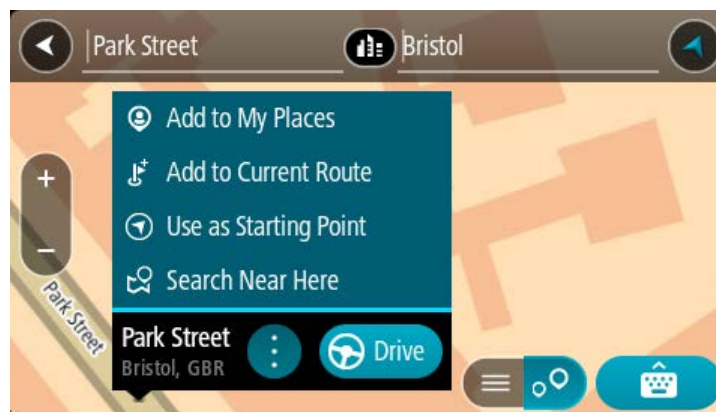 Park Street Bristol
Add to My Places
Add to Current Route
Use as Starting Point
Search Near Here
Park Street
Park Street
Bristol, GBR
Drive